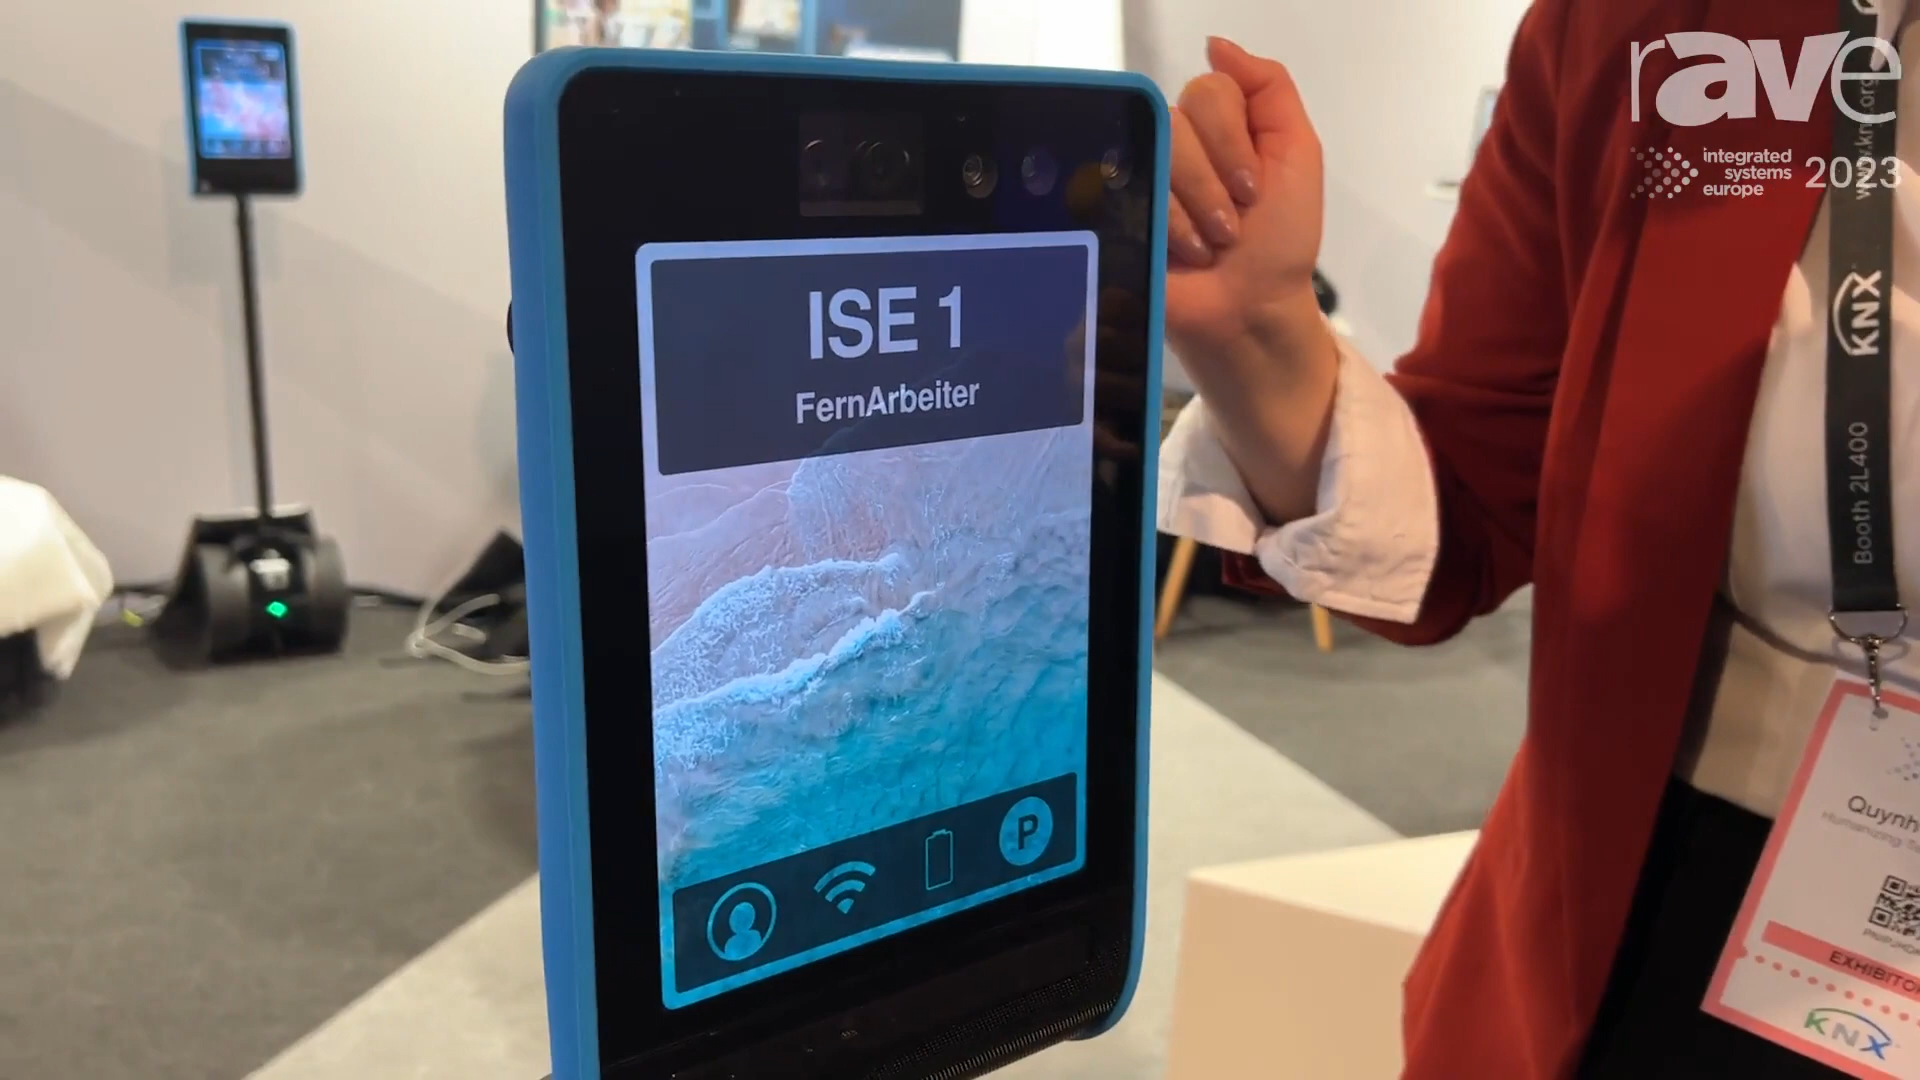 rave
integrated
systems
europe
2023
ISE 1
FernArbeiter
P
KNX
Booth 2L400
Quynh
EXHIBITOR
KNX